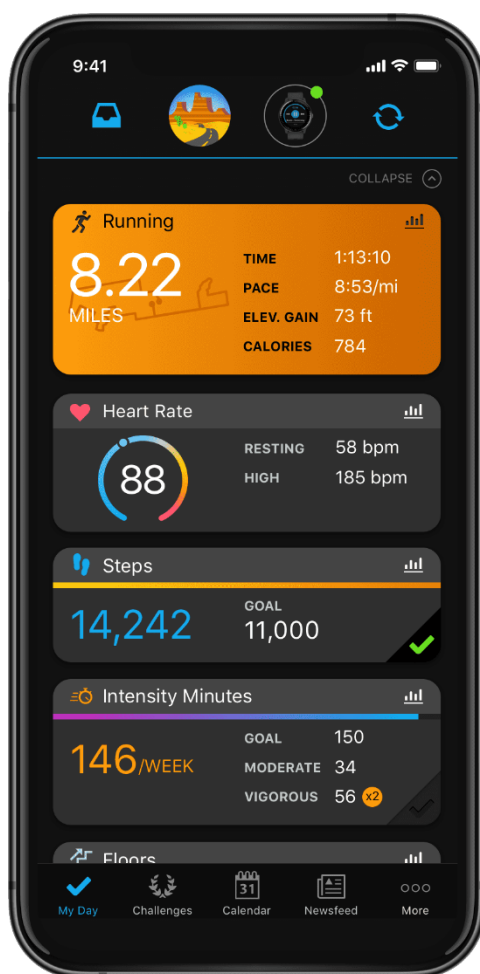 9:41
COLLAPSE
Running
8.22
MILES
TIME 1:13:10
PACE 8:53/mi
ELEV. GAIN 73 ft
CALORIES 784
Heart Rate
88
RESTING 58 bpm
HIGH 185 bpm
Steps
14,242
GOAL
11,000
Intensity Minutes
146/WEEK
GOAL 150
MODERATE 34
VIGOROUS 56 x2
Floors
31
My Day Challenges Calendar Newsfeed More